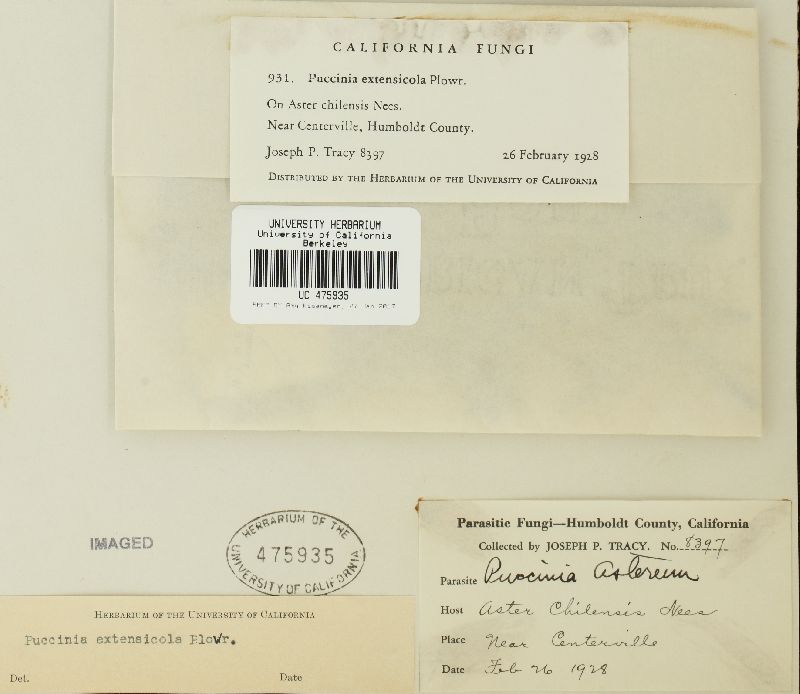 CALIFORNIA FUNGI
931. Puccinia extensicola Plowr.
On Aster chilensis Nees.
Near Centerville, Humboldt County.
Joseph P. Tracy 8397 26 February 1928
DISTRIBUTED BY THE HERBARIUM OF THE UNIVERSITY OF CALIFORNIA
UNIVERSITY HERBARIUM
University of California
Berkeley
UC 475935
IMAGED
HERBARIUM OF THE
475935
UNIVERSITY OF CALIFORNIA
HERBARIUM OF THE UNIVERSITY OF CALIFORNIA
Puccinia extensicola Plowr.
Det. Date
Parasitic Fungi—Humboldt County, California
Collected by JOSEPH P. TRACY. No. 8397
Parasite Puccinia Astereum
Host Aster Chilensis Nees
Place Near Centerville
Date Feb 26 1928